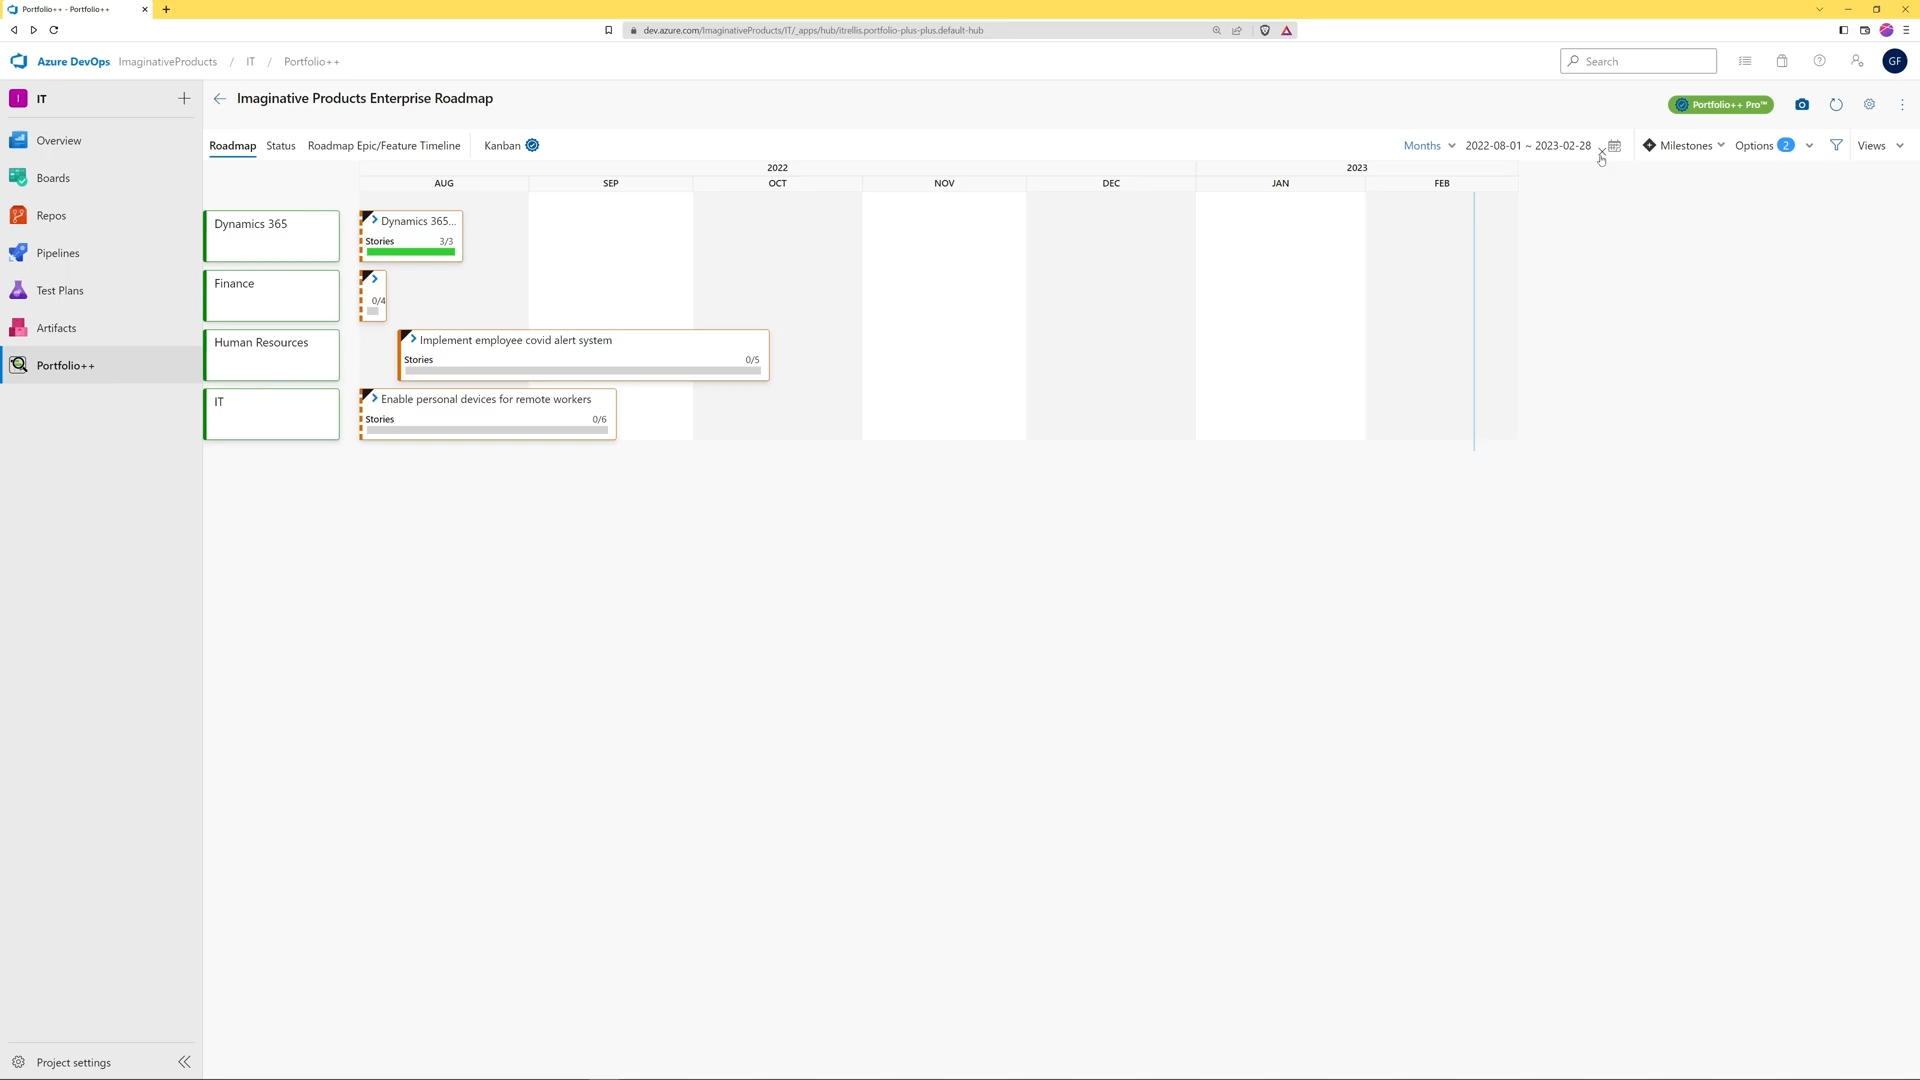 Portfolio++ - Portfolio++
dev.azure.com/ImaginativeProducts/IT/_apps/hub/itrellis.portfolio-plus-plus.default-hub
Azure DevOps ImaginativeProducts / IT / Portfolio++
Search
GF
I IT
Imaginative Products Enterprise Roadmap
Portfolio++ Pro™
Overview
Boards
Repos
Pipelines
Test Plans
Artifacts
Portfolio++
Roadmap Status Roadmap Epic/Feature Timeline Kanban
Months 2022-08-01 ~ 2023-02-28 Milestones Options 2 Views
2022 2023
AUG SEP OCT NOV DEC JAN FEB
Dynamics 365
Dynamics 365...
Stories 3/3
Finance
0/4
Human Resources
Implement employee covid alert system
Stories 0/5
IT
Enable personal devices for remote workers
Stories 0/6
Project settings